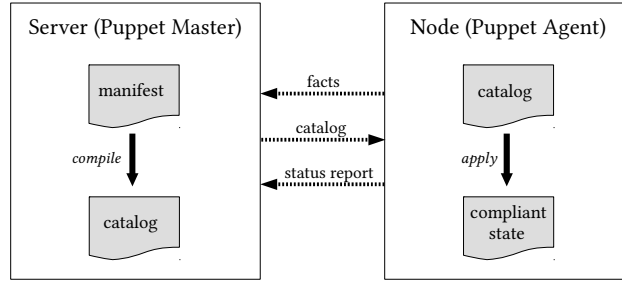 Server (Puppet Master)
manifest
compile
catalog
facts
catalog
status report
Node (Puppet Agent)
catalog
apply
compliant
state